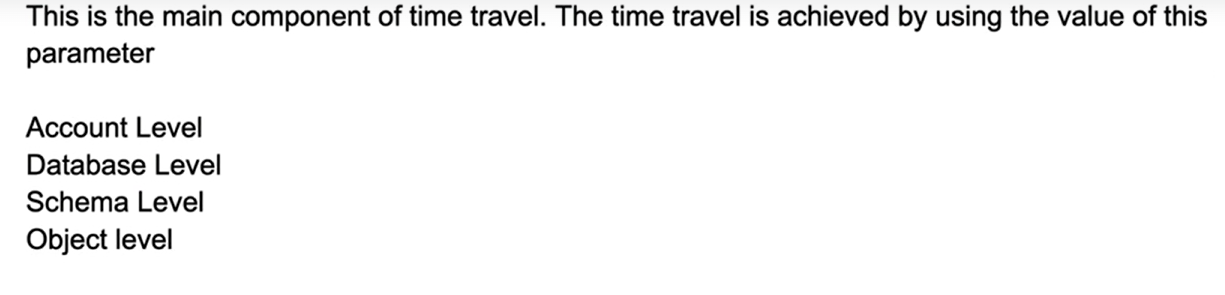 This is the main component of time travel. The time travel is achieved by using the value of this
parameter
Account Level
Database Level
Schema Level
Object level